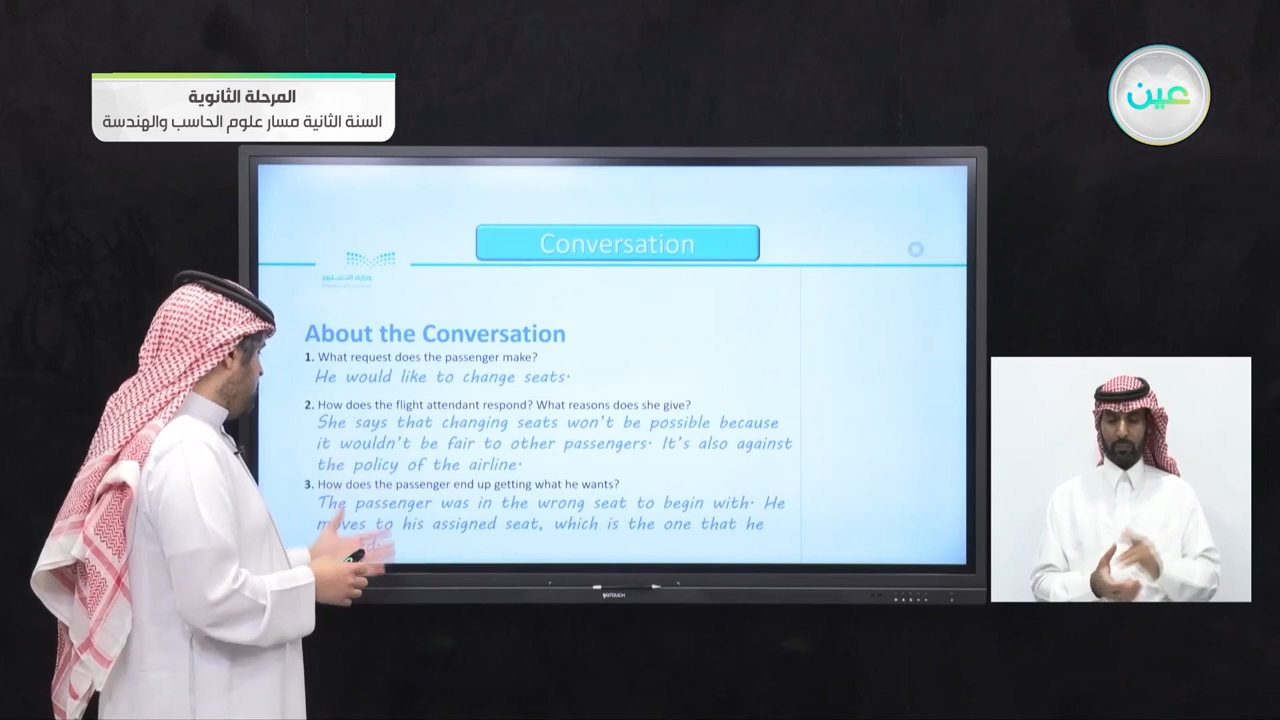 المرحلة الثانوية
السنة الثانية مسار علوم الحاسب والهندسة
عين
Conversation
وزارة التعليم
About the Conversation
1. What request does the passenger make?
He would like to change seats.
2. How does the flight attendant respond? What reasons does she give?
She says that changing seats won't be possible because
it wouldn't be fair to other passengers. It's also against
the policy of the airline.
3. How does the passenger end up getting what he wants?
The passenger was in the wrong seat to begin with. He
moves to his assigned seat, which is the one that he